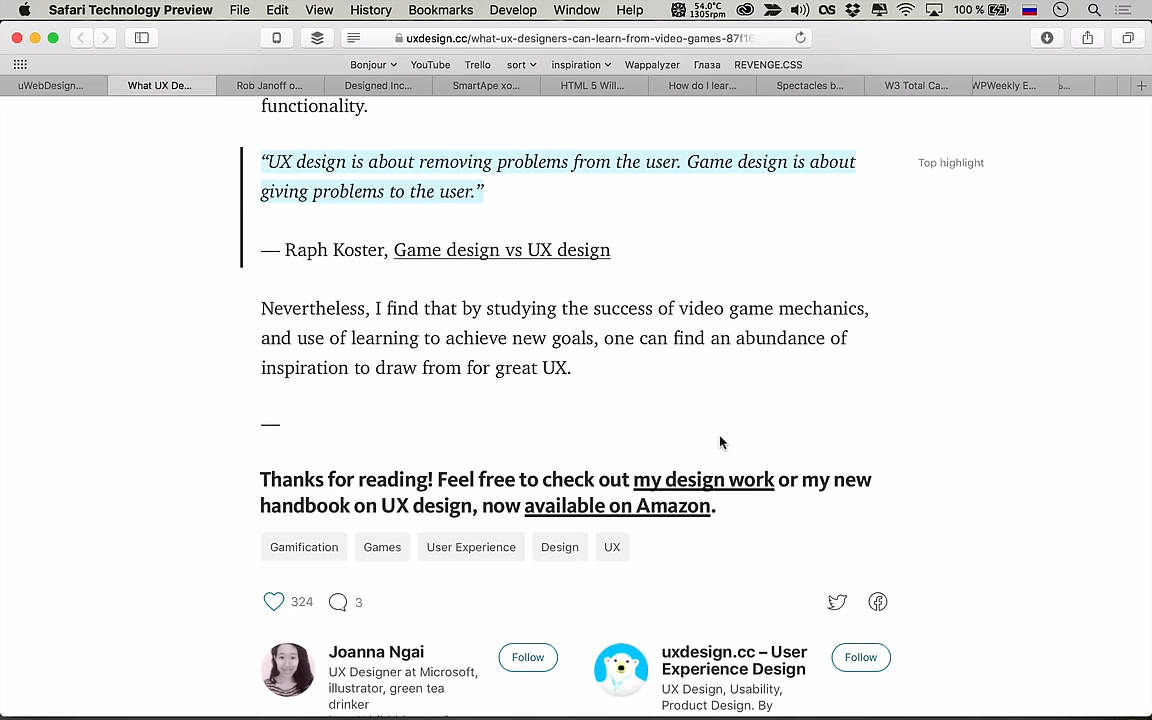 Safari Technology Preview File Edit View History Bookmarks Develop Window Help 54.0°C 1305rpm OS 100 %
uxdesign.cc/what-ux-designers-can-learn-from-video-games-87f16
Bonjour YouTube Trello sort inspiration Wappalyzer Глаза REVENGE.CSS
uWebDesign... What UX De... Rob Janoff o... Designed Inc... SmartApe хо... HTML 5 Will... How do I lear... Spectacles b... W3 Total Ca... WPWeekly E...
functionality.
“UX design is about removing problems from the user. Game design is about
giving problems to the user.”
Top highlight
— Raph Koster, Game design vs UX design
Nevertheless, I find that by studying the success of video game mechanics,
and use of learning to achieve new goals, one can find an abundance of
inspiration to draw from for great UX.
—
Thanks for reading! Feel free to check out my design work or my new
handbook on UX design, now available on Amazon.
Gamification Games User Experience Design UX
324 3
Joanna Ngai
UX Designer at Microsoft,
illustrator, green tea
drinker
Follow
uxdesign.cc – User
Experience Design
UX Design, Usability,
Product Design. By
Follow